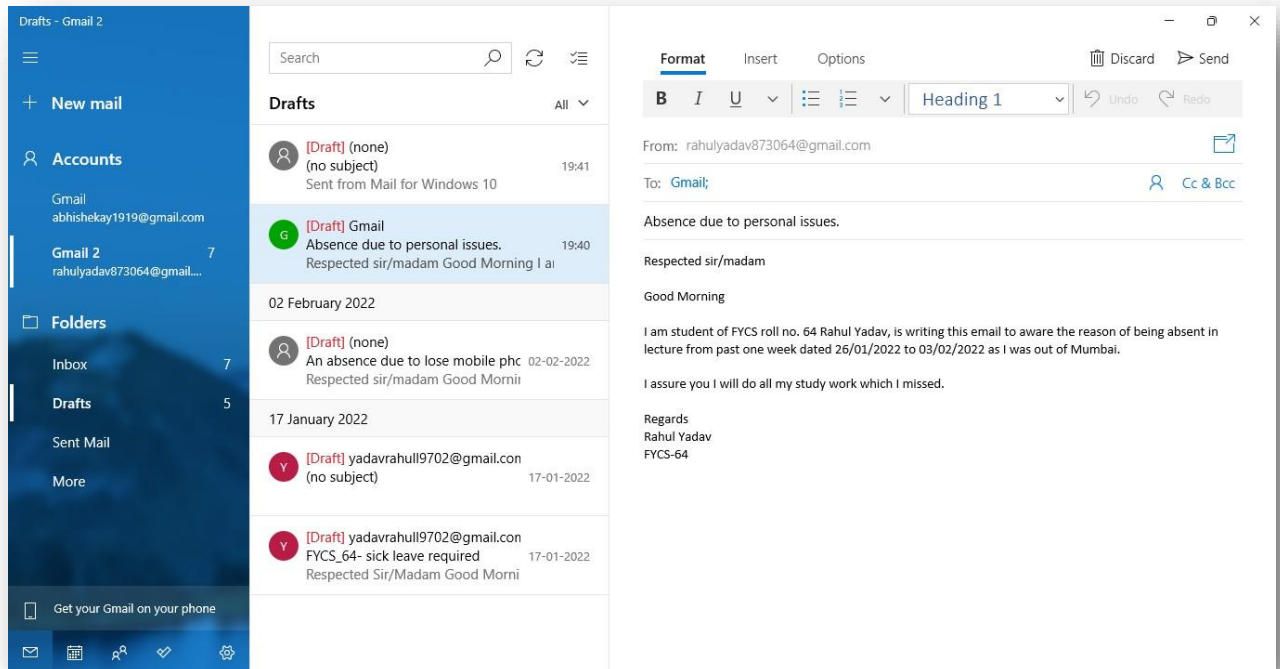 Drafts - Gmail 2
New mail
Accounts
Gmail
abhishekay1919@gmail.com
Gmail 2 7
rahulyadav873064@gmail....
Folders
Inbox 7
Drafts 5
Sent Mail
More
Get your Gmail on your phone
Search
Drafts All
[Draft] (none)
(no subject) 19:41
Sent from Mail for Windows 10
G
[Draft] Gmail
Absence due to personal issues. 19:40
Respected sir/madam Good Morning I a
02 February 2022
[Draft] (none)
An absence due to lose mobile pho 02-02-2022
Respected sir/madam Good Mornin
17 January 2022
Y
[Draft] yadavrahull9702@gmail.con
(no subject) 17-01-2022
Y
[Draft] yadavrahull9702@gmail.con
FYCS_64- sick leave required 17-01-2022
Respected Sir/Madam Good Morni
Format Insert Options Discard Send
B I U Heading 1 Undo Redo
From: rahulyadav873064@gmail.com
To: Gmail; Cc & Bcc
Absence due to personal issues.
Respected sir/madam
Good Morning
I am student of FYCS roll no. 64 Rahul Yadav, is writing this email to aware the reason of being absent in
lecture from past one week dated 26/01/2022 to 03/02/2022 as I was out of Mumbai.
I assure you I will do all my study work which I missed.
Regards
Rahul Yadav
FYCS-64